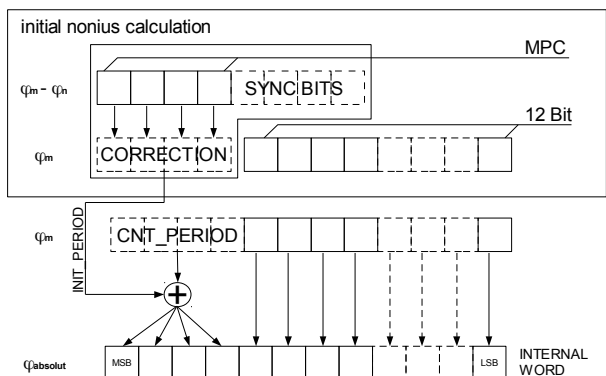 initial nonius calculation
MPC
φm - φn
SYNC BITS
12 Bit
φm
CORRECTION
INIT_PERIOD
φm
CNT_PERIOD
+
φabsolut
MSB
LSB
INTERNAL
WORD